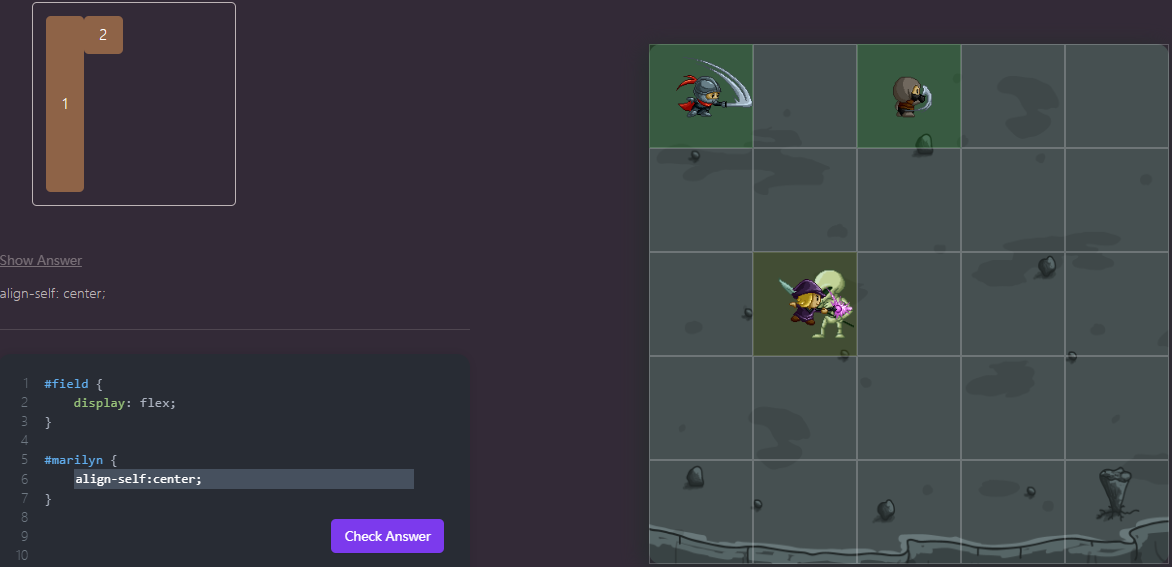 2
1
Show Answer
align-self: center;
1 #field {
2 display: flex;
3 }
4
5 #marilyn {
6 align-self:center;
7 }
8
9
10
Check Answer